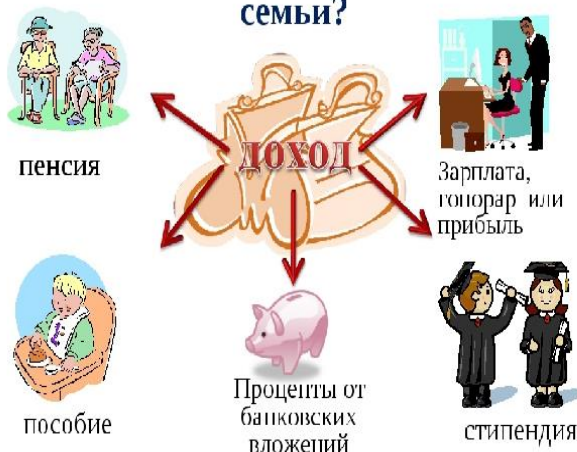 семьи?
доход
пенсия
Зарплата,
гонорар или
прибыль
пособие
Проценты от
банковских
вложений
стипендия